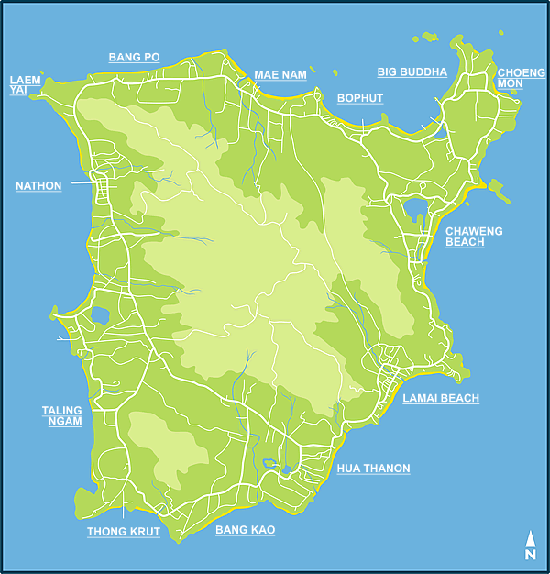 BANG PO
LAEM
YAI
MAE NAM
BIG BUDDHA
CHOENG
MON
BOPHUT
NATHON
CHAWENG
BEACH
LAMAI BEACH
TALING
NGAM
HUA THANON
THONG KRUT
BANG KAO
N